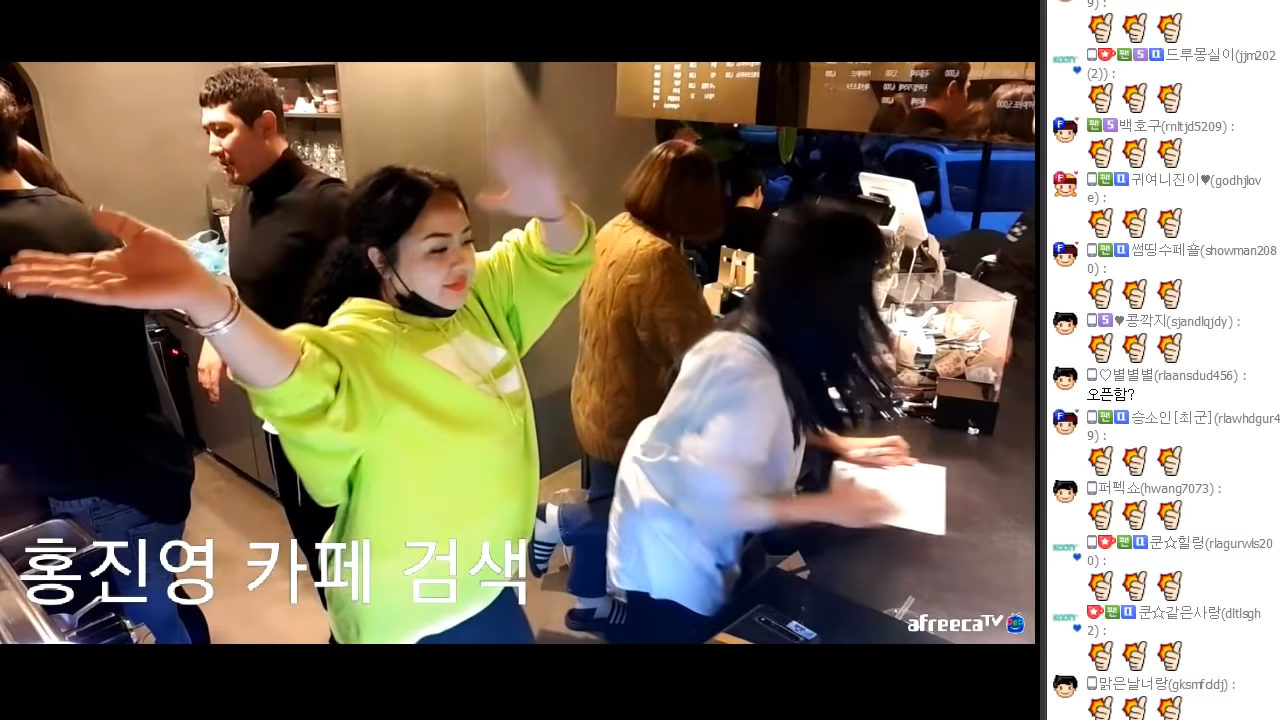 홍진영 카페 검색
afreecaTV
9) :
드루몽실이(jjm202
(2)) :
백호구(rnltjd5209) :
귀여니진이♥(godhjlov
e) :
썸띵수페휼(showman208
0) :
♥콩깍지(sjandlqjdy) :
♡별별별(rlaansdud456) :
오픈함?
승소인[최군](rlawhdgur4
9) :
퍼펙쇼(hwang7073) :
쿤☆힐링(rlagurwls20
0) :
쿤☆같은사랑(dltlsgh
2) :
맑은날너랑(gksmfcldj) :